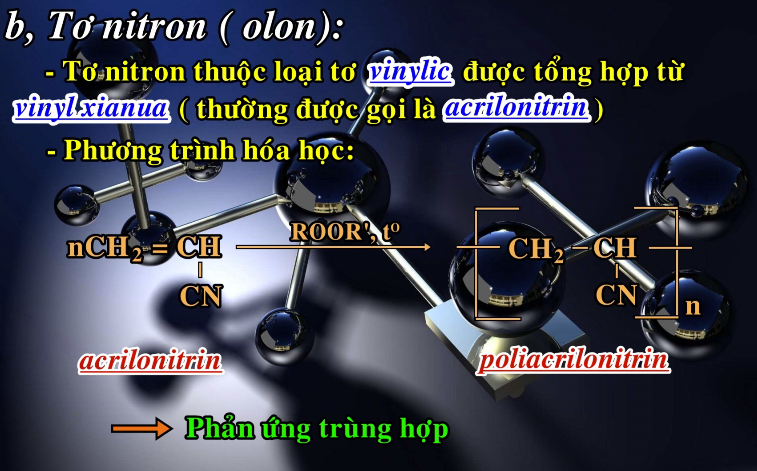 b, Tơ nitron ( olon):
- Tơ nitron thuộc loại tơ vinylic được tổng hợp từ
vinyl xianua ( thường được gọi là acrilonitrin )
- Phương trình hóa học:
nCH2 = CH ROOR', tº CH2 – CH
CN CN n
acrilonitrin poliacrilonitrin
Phản ứng trùng hợp